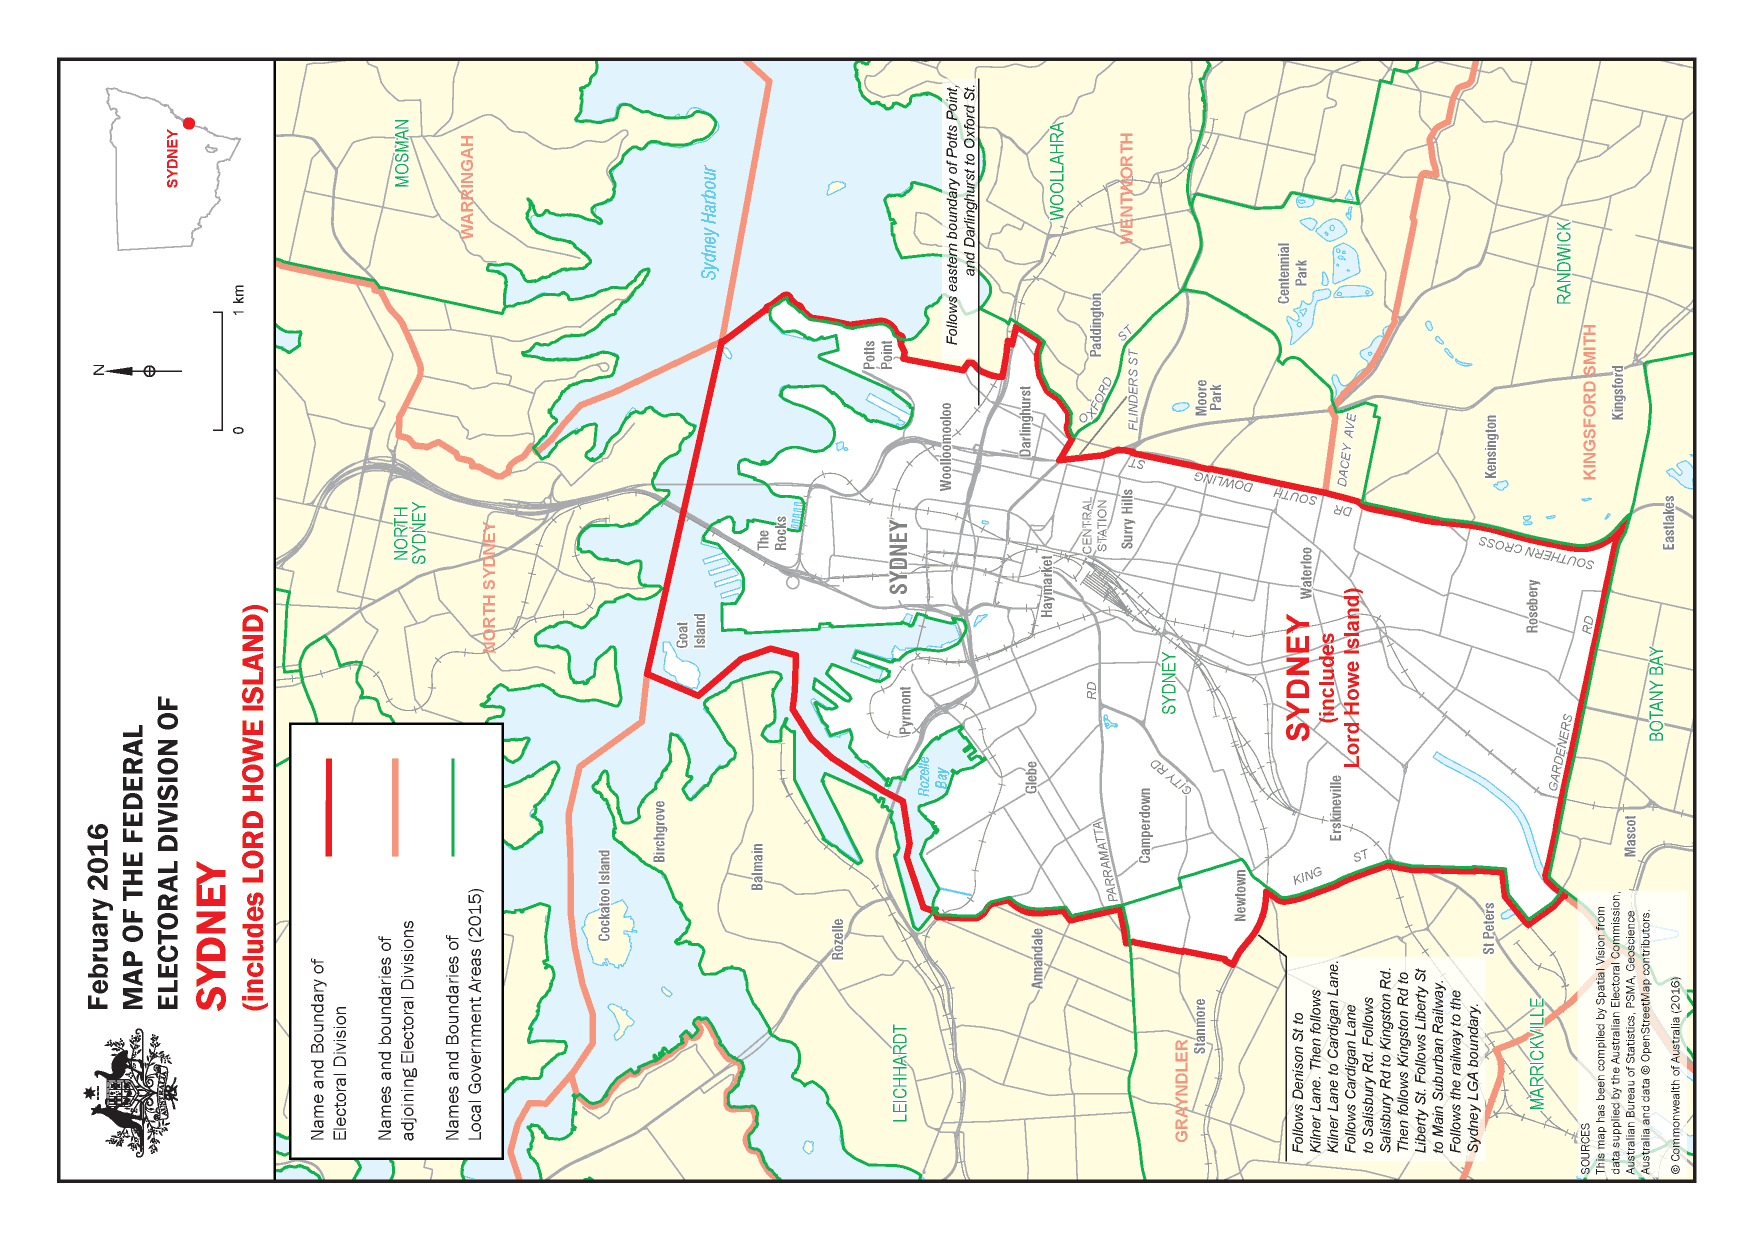 February 2016
MAP OF THE FEDERAL
ELECTORAL DIVISION OF
SYDNEY
(includes LORD HOWE ISLAND)
N
0
1 km
SYDNEY
Name and Boundary of
Electoral Division
Names and boundaries of
adjoining Electoral Divisions
Names and Boundaries of
Local Government Areas (2015)
MOSMAN
WARRINGAH
NORTH
SYDNEY
NORTH SYDNEY
Sydney Harbour
Cockatoo Island
Birchgrove
Goat
Island
The
Rocks
Potts
Point
Balmain
Rozelle
SYDNEY
Woolloomooloo
Pyrmont
Rozelle
Bay
LEICHHARDT
Follows eastern boundary of Potts Point,
and Darlinghurst to Oxford St.
Darlinghurst
Haymarket
Glebe
Annandale
WOOLLAHRA
WENTWORTH
Paddington
OXFORD
ST
FLINDERS ST
CENTRAL
STATION
Surry Hills
RD
PARRAMATTA
Camperdown
CITY RD
SYDNEY
ST
Moore
Park
Centennial
Park
SOUTH
DOWLING
DR
DACEY AVE
Stanmore
GRAYNDLER
Newtown
KING
ST
Waterloo
SYDNEY
(includes
Lord Howe Island)
Erskineville
Follows Denison St to
Kilner Lane. Then follows
Kilner Lane to Cardigan Lane.
Follows Cardigan Lane
to Salisbury Rd. Follows
Salisbury Rd to Kingston Rd.
Then follows Kingston Rd to
Liberty St. Follows Liberty St
to Main Suburban Railway.
Follows the railway to the
Sydney LGA boundary.
St Peters
MARRICKVILLE
Kensington
SOUTHERN CROSS
Rosebery
GARDENERS
RD
RANDWICK
KINGSFORD SMITH
Kingsford
Eastlakes
BOTANY BAY
Mascot
SOURCES
This map has been compiled by Spatial Vision from
data supplied by the Australian Electoral Commission,
Australian Bureau of Statistics, PSMA, Geoscience
Australia and data © OpenStreetMap contributors.
© Commonwealth of Australia (2016)